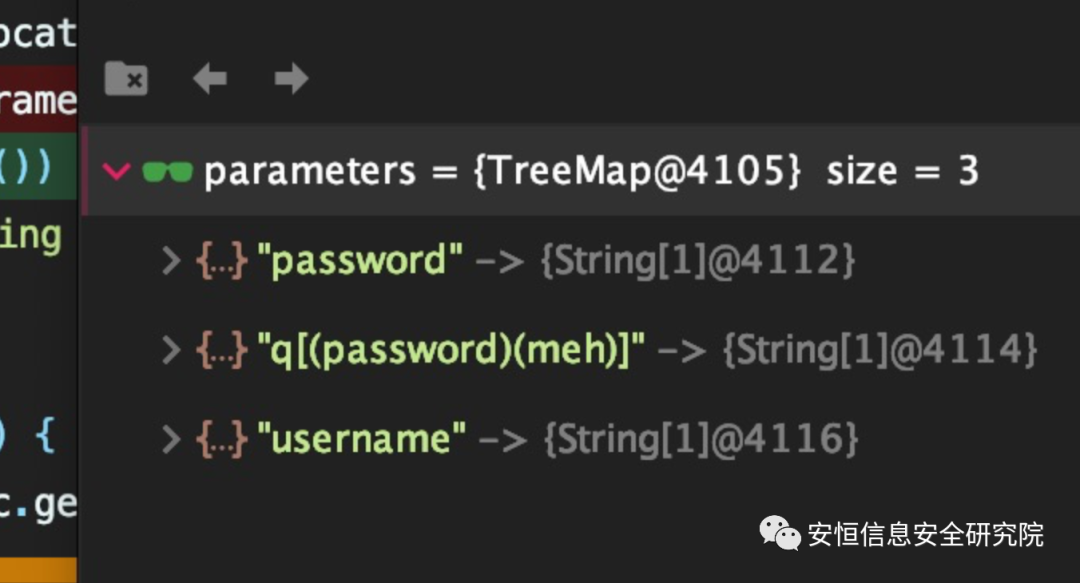 ocat
rame
parameters = {TreeMap@4105} size = 3
())
"password" -> {String[1]@4112}
ing
"q[(password)(meh)]" -> {String[1]@4114}
"username" -> {String[1]@4116}
) {
c.ge
安恒信息安全研究院